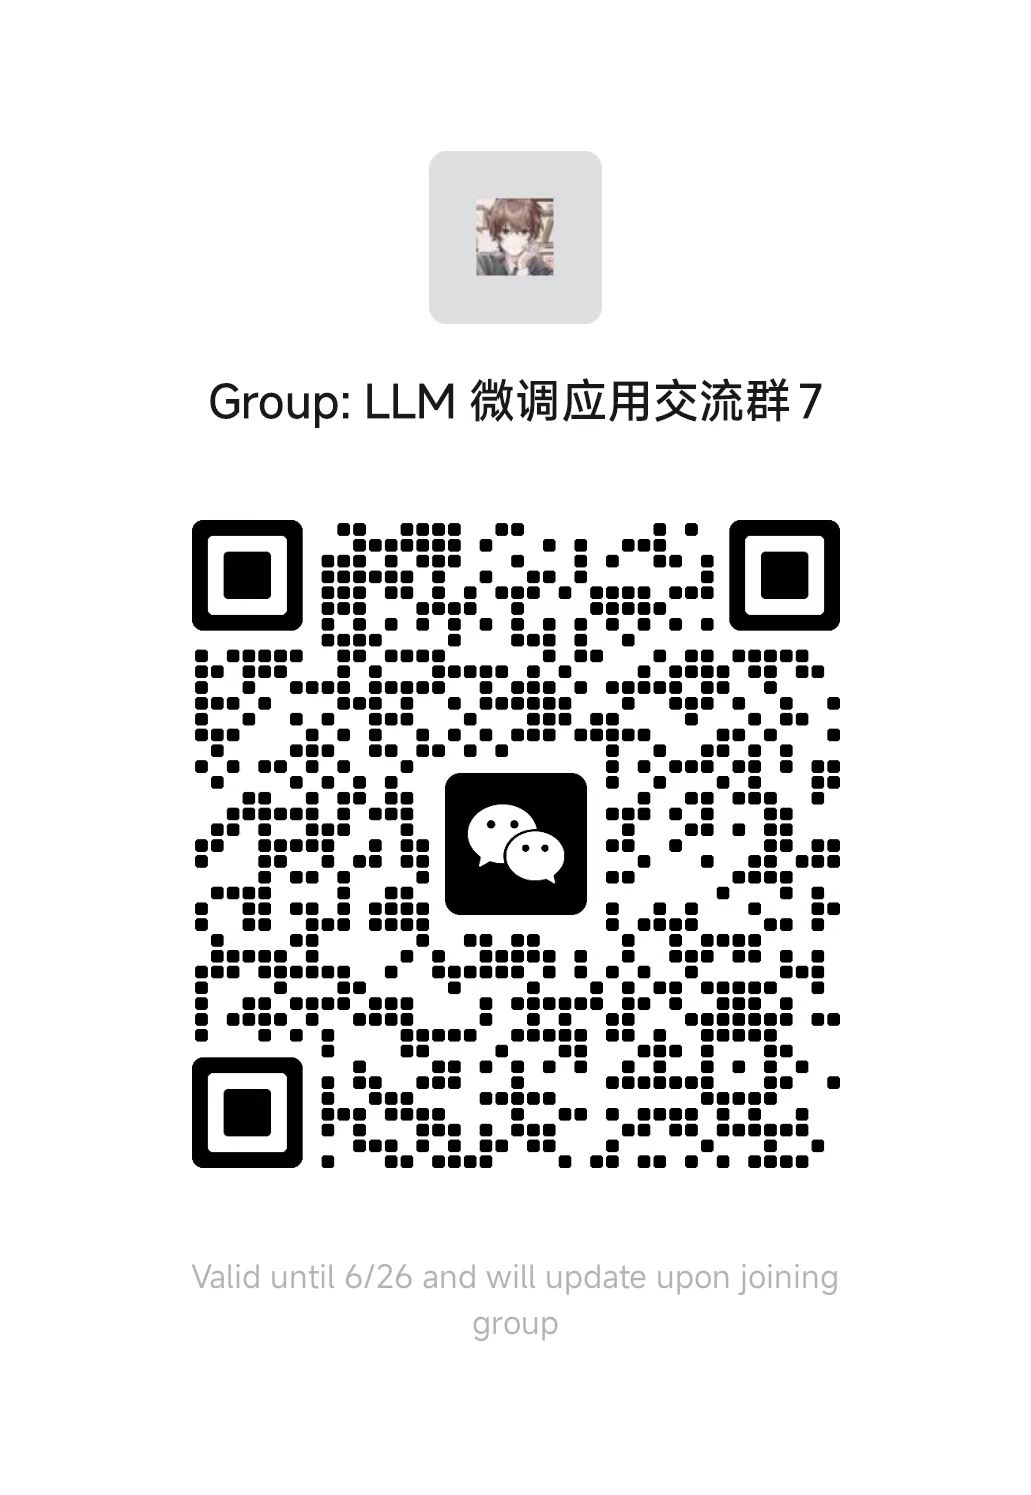 Group: LLM 微调应用交流群7
Valid until 6/26 and will update upon joining
group